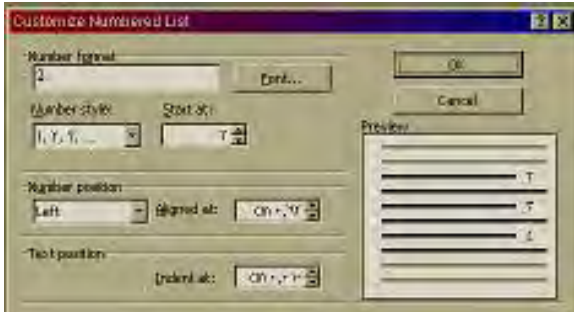 Customize Numbered List
Number format
Font...
OK
Cancel
Number style:
Start at:
Preview
Number position
Left
Aligned at:
Text position
Indent at: